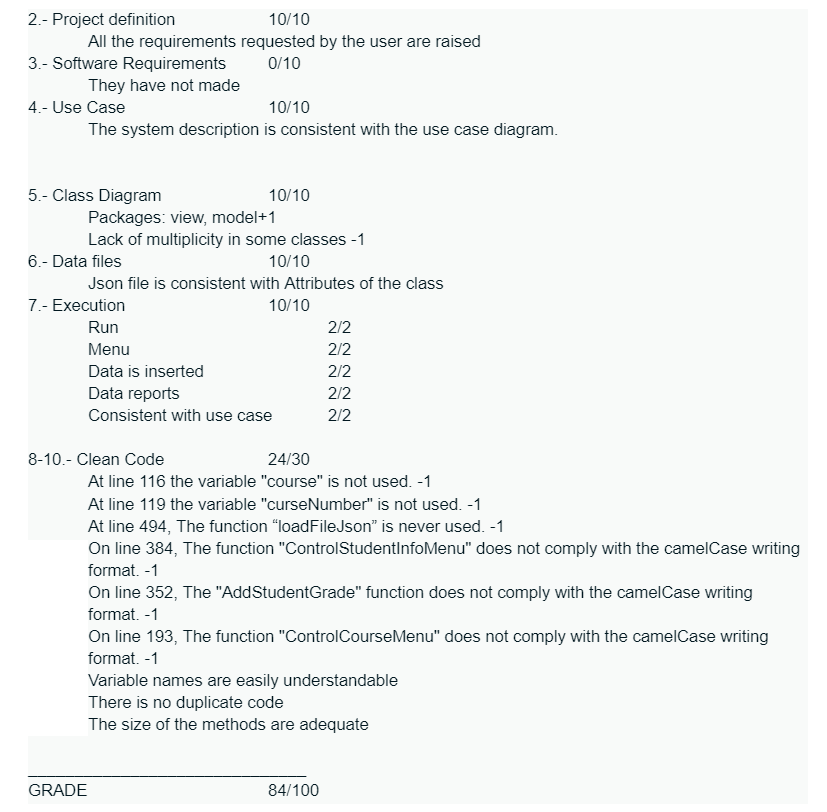 2.- Project definition 10/10
All the requirements requested by the user are raised
3.- Software Requirements 0/10
They have not made
4.- Use Case 10/10
The system description is consistent with the use case diagram.
5.- Class Diagram 10/10
Packages: view, model+1
Lack of multiplicity in some classes -1
6.- Data files 10/10
Json file is consistent with Attributes of the class
7.- Execution 10/10
Run 2/2
Menu 2/2
Data is inserted 2/2
Data reports 2/2
Consistent with use case 2/2
8-10.- Clean Code 24/30
At line 116 the variable "course" is not used. -1
At line 119 the variable "curseNumber" is not used. -1
At line 494, The function “loadFileJson” is never used. -1
On line 384, The function "ControlStudentInfoMenu" does not comply with the camelCase writing
format. -1
On line 352, The "AddStudentGrade" function does not comply with the camelCase writing
format. -1
On line 193, The function "ControlCourseMenu" does not comply with the camelCase writing
format. -1
Variable names are easily understandable
There is no duplicate code
The size of the methods are adequate
GRADE 84/100